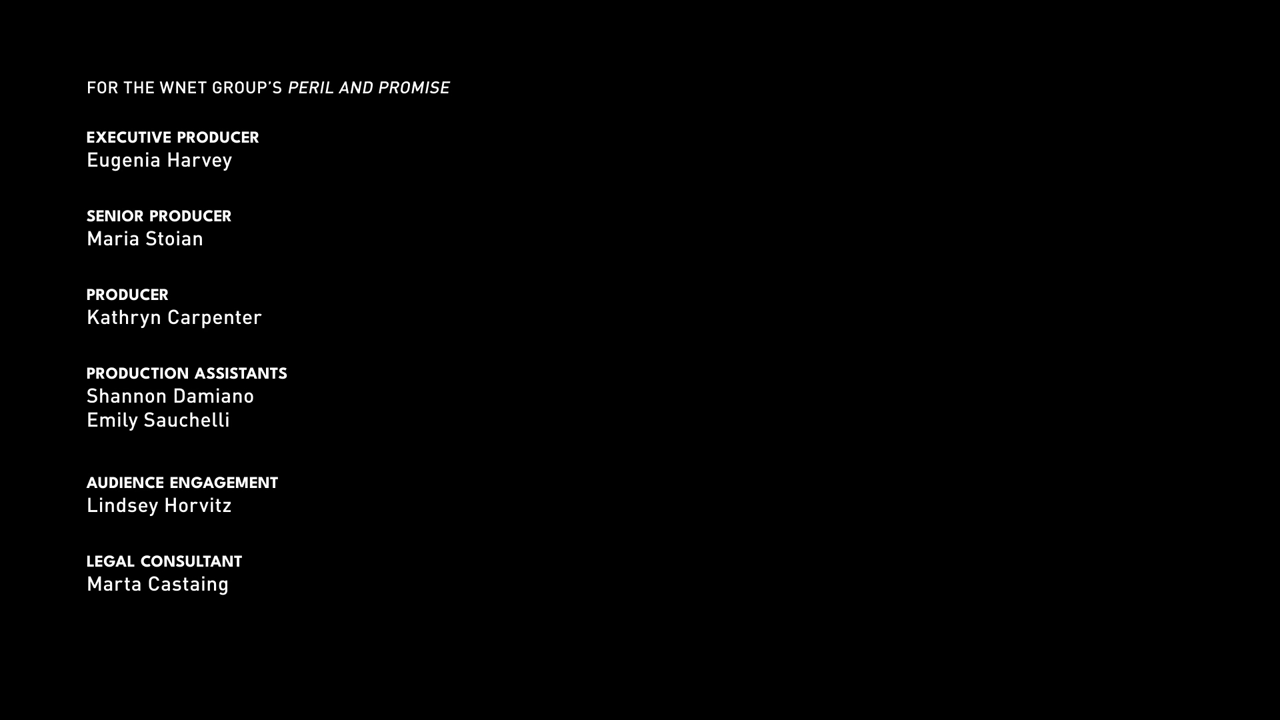 FOR THE WNET GROUP'S PERIL AND PROMISE
EXECUTIVE PRODUCER
Eugenia Harvey
SENIOR PRODUCER
Maria Stoian
PRODUCER
Kathryn Carpenter
PRODUCTION ASSISTANTS
Shannon Damiano
Emily Sauchelli
AUDIENCE ENGAGEMENT
Lindsey Horvitz
LEGAL CONSULTANT
Marta Castaing